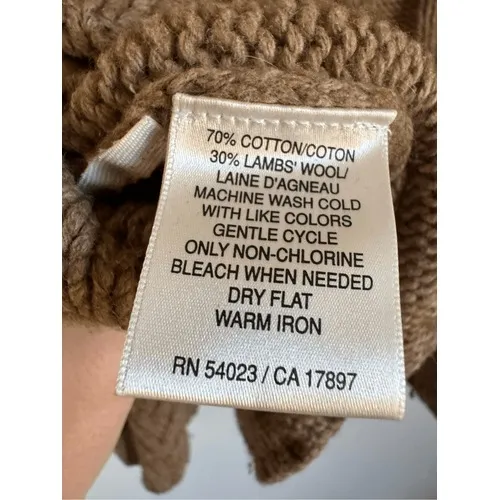 70% COTTON/COTON
30% LAMBS' WOOL/
LAINE D'AGNEAU
MACHINE WASH COLD
WITH LIKE COLORS
GENTLE CYCLE
ONLY NON-CHLORINE
BLEACH WHEN NEEDED
DRY FLAT
WARM IRON
RN 54023 / CA 17897